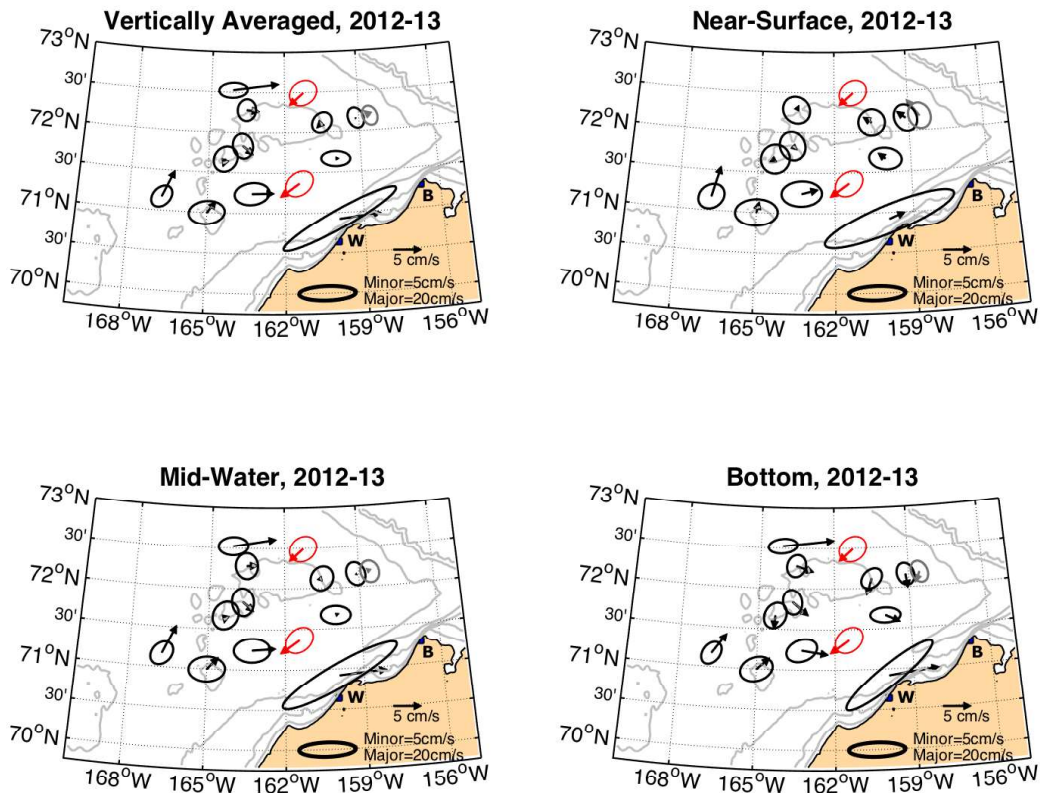 Vertically Averaged, 2012-13
73°N
30'
72°N
30'
71°N
30'
70°N
B
W
5 cm/s
Minor=5cm/s
Major=20cm/s
168°W 165°W 162°W 159°W 156°W
Near-Surface, 2012-13
73°N
30'
72°N
30'
71°N
30'
70°N
B
W
5 cm/s
Minor=5cm/s
Major=20cm/s
168°W 165°W 162°W 159°W 156°W
Mid-Water, 2012-13
73°N
30'
72°N
30'
71°N
30'
70°N
B
W
5 cm/s
Minor=5cm/s
Major=20cm/s
168°W 165°W 162°W 159°W 156°W
Bottom, 2012-13
73°N
30'
72°N
30'
71°N
30'
70°N
B
W
5 cm/s
Minor=5cm/s
Major=20cm/s
168°W 165°W 162°W 159°W 156°W